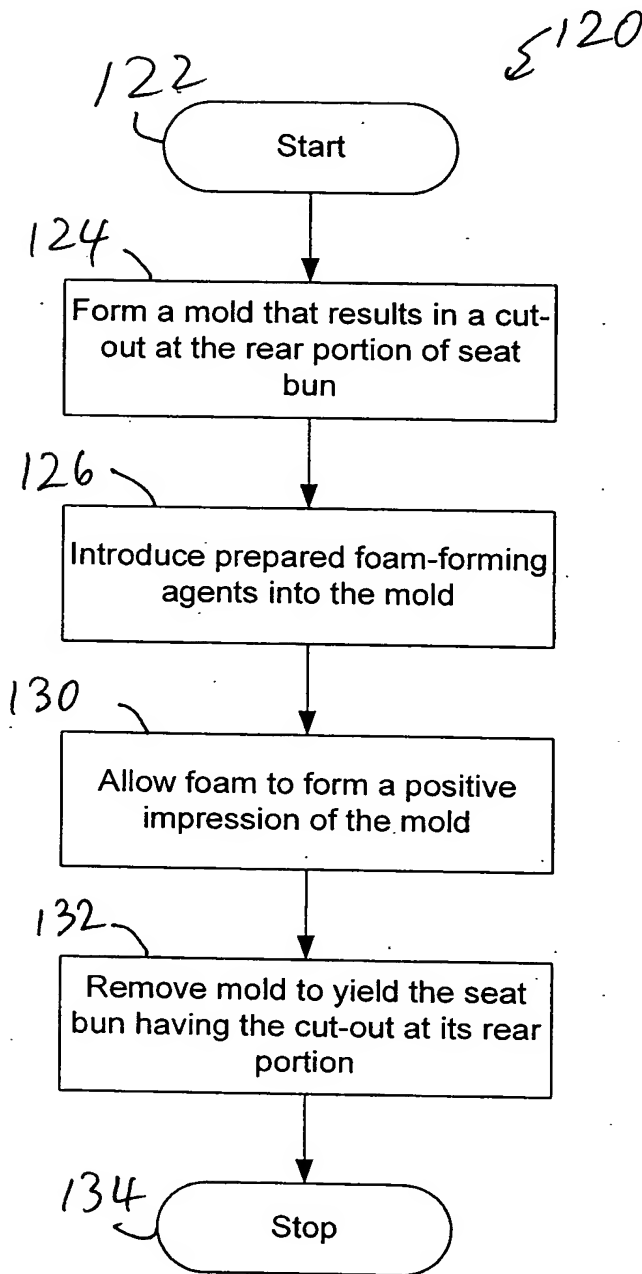 120
122
Start
124
Form a mold that results in a cut-
out at the rear portion of seat
bun
126
Introduce prepared foam-forming
agents into the mold
130
Allow foam to form a positive
impression of the mold
132
Remove mold to yield the seat
bun having the cut-out at its rear
portion
134
Stop